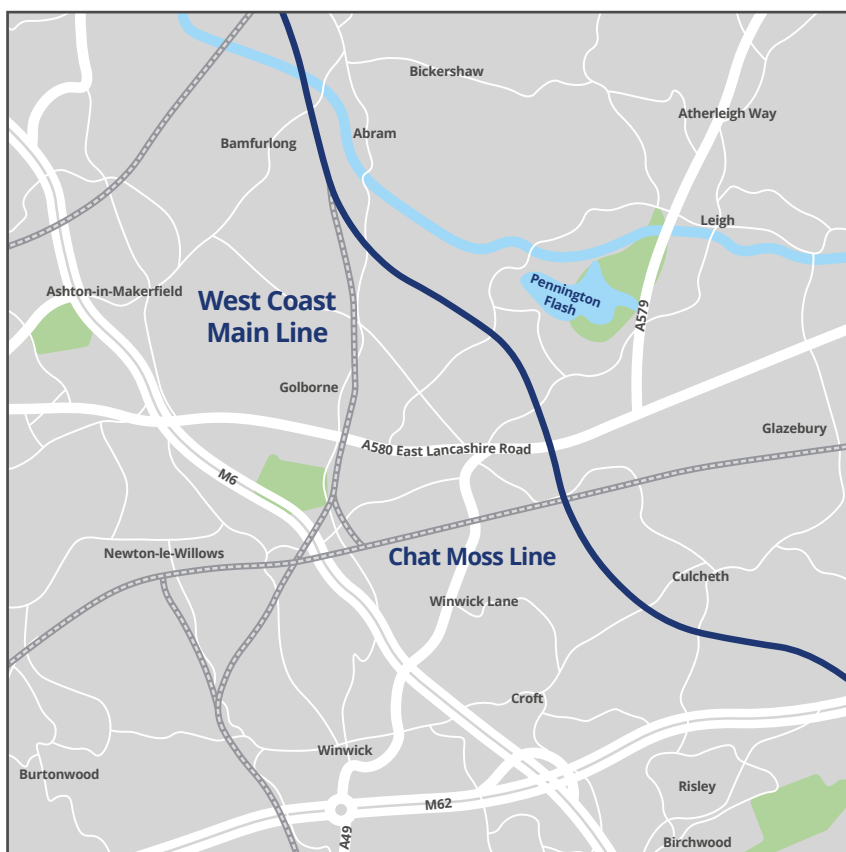 Bickershaw
Atherleigh Way
Abram
Bamfurlong
Leigh
Ashton-in-Makerfield
West Coast
Main Line
Pennington
Flash
A579
Golborne
A580 East Lancashire Road
Glazebury
M6
Newton-le-Willows
Chat Moss Line
Culcheth
Winwick Lane
Croft
Winwick
Burtonwood
Risley
M62
A49
Birchwood